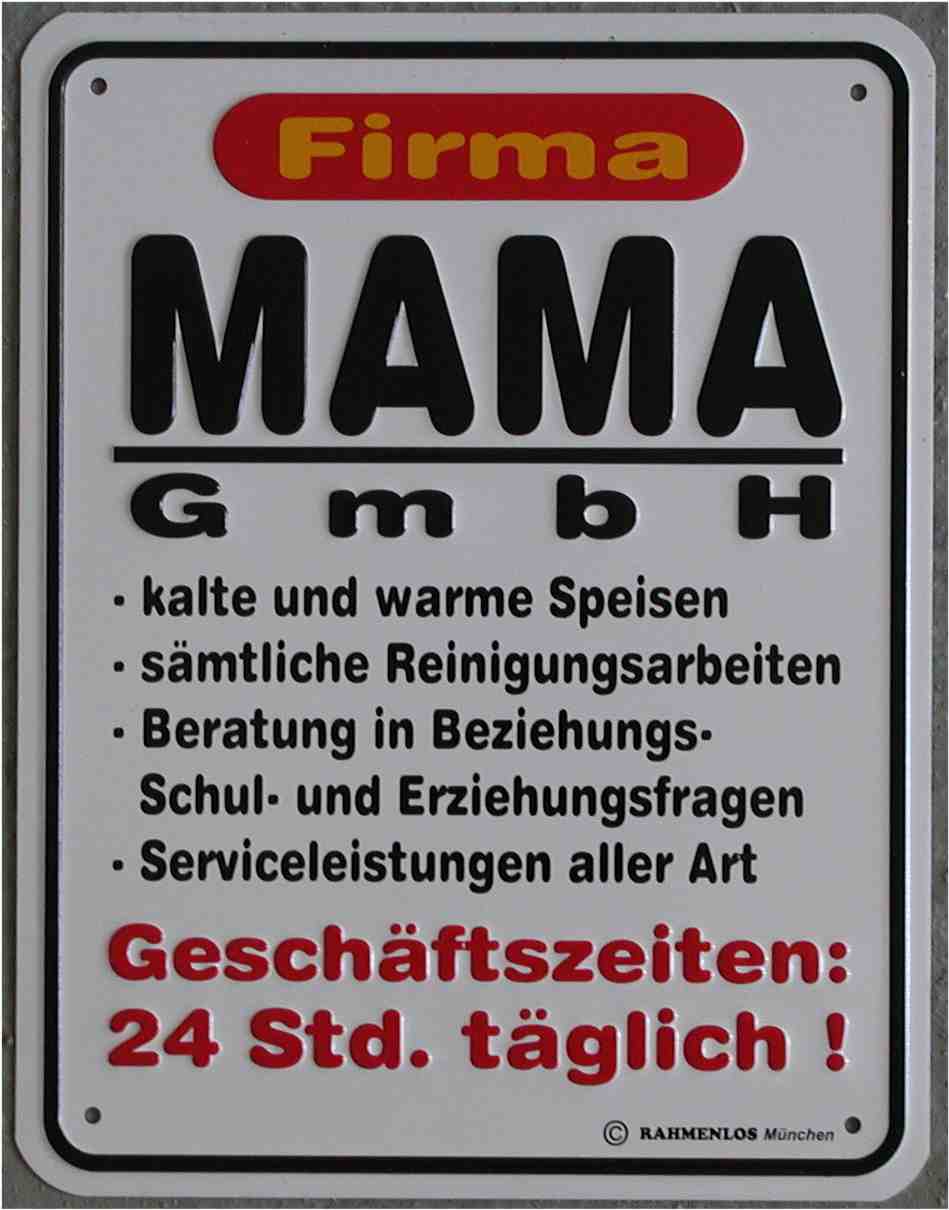 Firma
MAMA
GmbH
· kalte und warme Speisen
· sämtliche Reinigungsarbeiten
· Beratung in Beziehungs-
Schul- und Erziehungsfragen
· Serviceleistungen aller Art
Geschäftszeiten:
24 Std. täglich !
© RAHMENLOS München